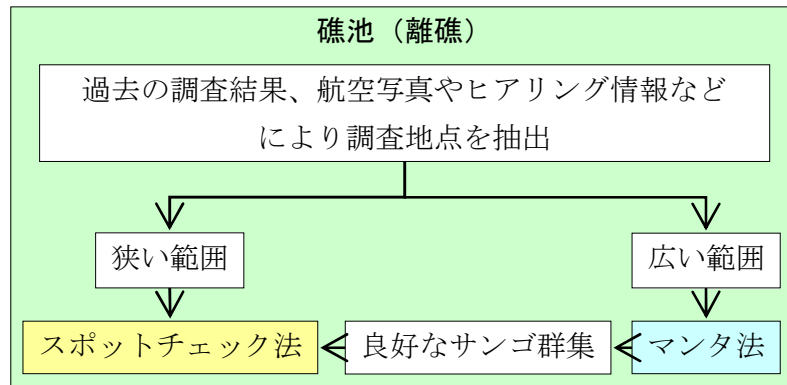 礁池（離礁）
過去の調査結果、航空写真やヒアリング情報など
により調査地点を抽出
狭い範囲
広い範囲
スポットチェック法
良好なサンゴ群集
マンタ法